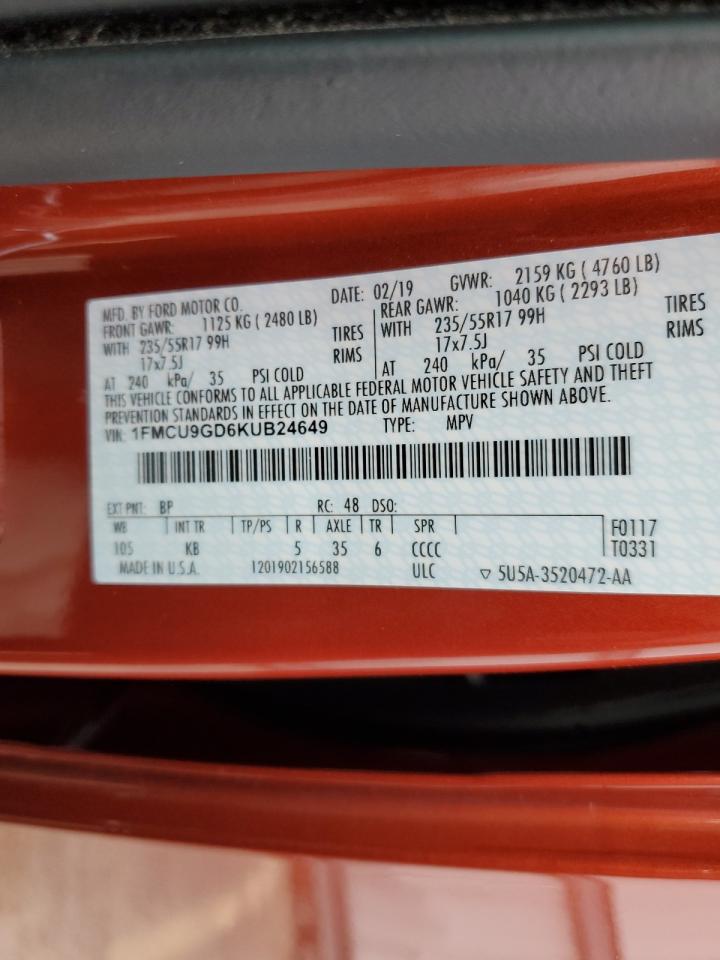 MFD. BY FORD MOTOR CO. DATE: 02/19 GVWR: 2159 KG ( 4760 LB)
FRONT GAWR: 1125 KG ( 2480 LB) REAR GAWR: 1040 KG ( 2293 LB)
WITH 235/55R17 99H TIRES WITH 235/55R17 99H TIRES
17x7.5J RIMS 17x7.5J RIMS
AT 240 kPa/ 35 PSI COLD AT 240 kPa/ 35 PSI COLD
THIS VEHICLE CONFORMS TO ALL APPLICABLE FEDERAL MOTOR VEHICLE SAFETY AND THEFT
PREVENTION STANDARDS IN EFFECT ON THE DATE OF MANUFACTURE SHOWN ABOVE.
VIN: 1FMCU9GD6KUB24649 TYPE: MPV
EXT PNT: BP RC: 48 DSO:
WB INT TR TP/PS R AXLE TR SPR F0117
105 KB 5 35 6 CCCC T0331
MADE IN U.S.A. 1201902156588 ULC ▽ 5U5A-3520472-AA